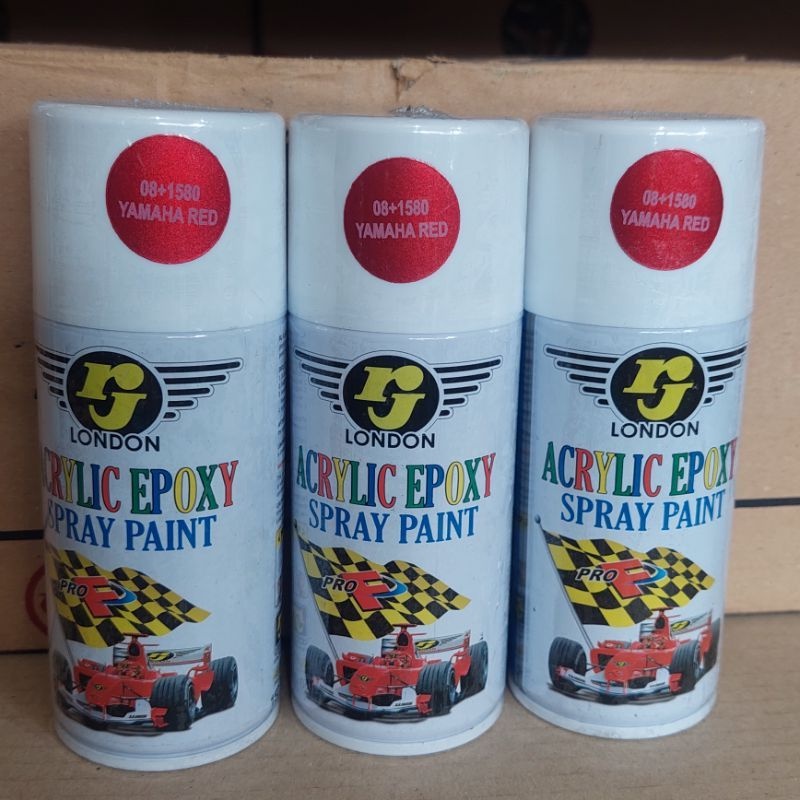 08+1580
YAMAHA RED
rj
LONDON
ACRYLIC EPOXY
SPRAY PAINT
PRO F
08+1580
YAMAHA RED
rj
LONDON
ACRYLIC EPOXY
SPRAY PAINT
PRO F
08+1580
YAMAHA RED
rj
LONDON
ACRYLIC EPOXY
SPRAY PAINT
PRO F